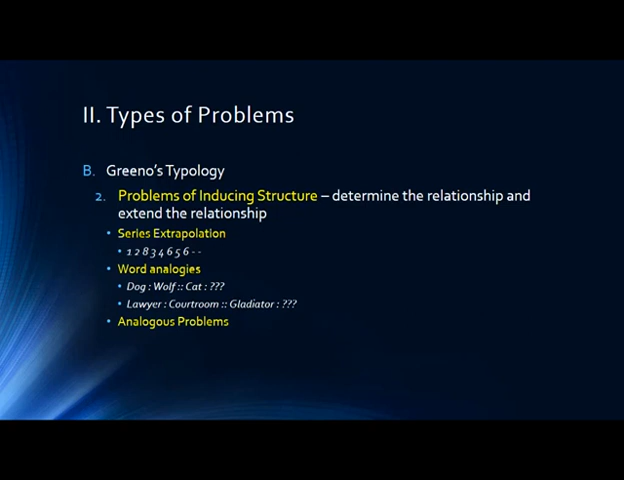 II. Types of Problems
B. Greeno's Typology
2. Problems of Inducing Structure – determine the relationship and
extend the relationship
• Series Extrapolation
• 1 2 8 3 4 6 5 6 - -
• Word analogies
• Dog : Wolf :: Cat : ???
• Lawyer : Courtroom :: Gladiator : ???
• Analogous Problems